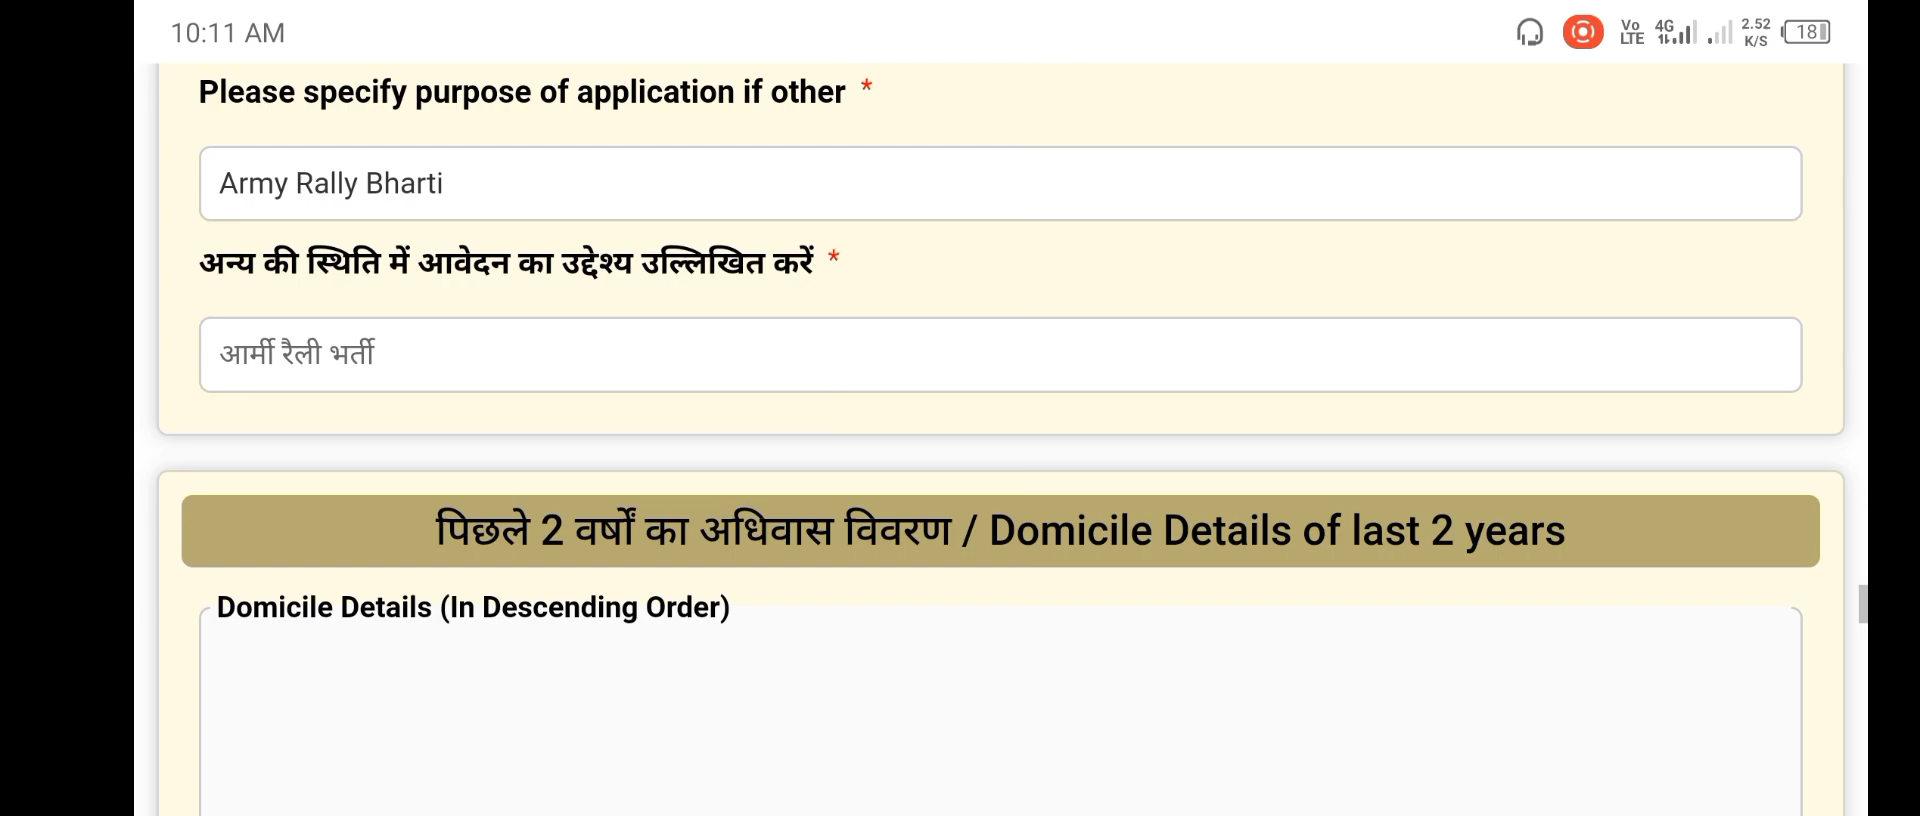 10:11 AM
Vo LTE 4G 2.52 K/S 18
Please specify purpose of application if other *
Army Rally Bharti
अन्य की स्थिति में आवेदन का उद्देश्य उल्लिखित करें *
आर्मी रैली भर्ती
पिछले 2 वर्षों का अधिवास विवरण / Domicile Details of last 2 years
Domicile Details (In Descending Order)